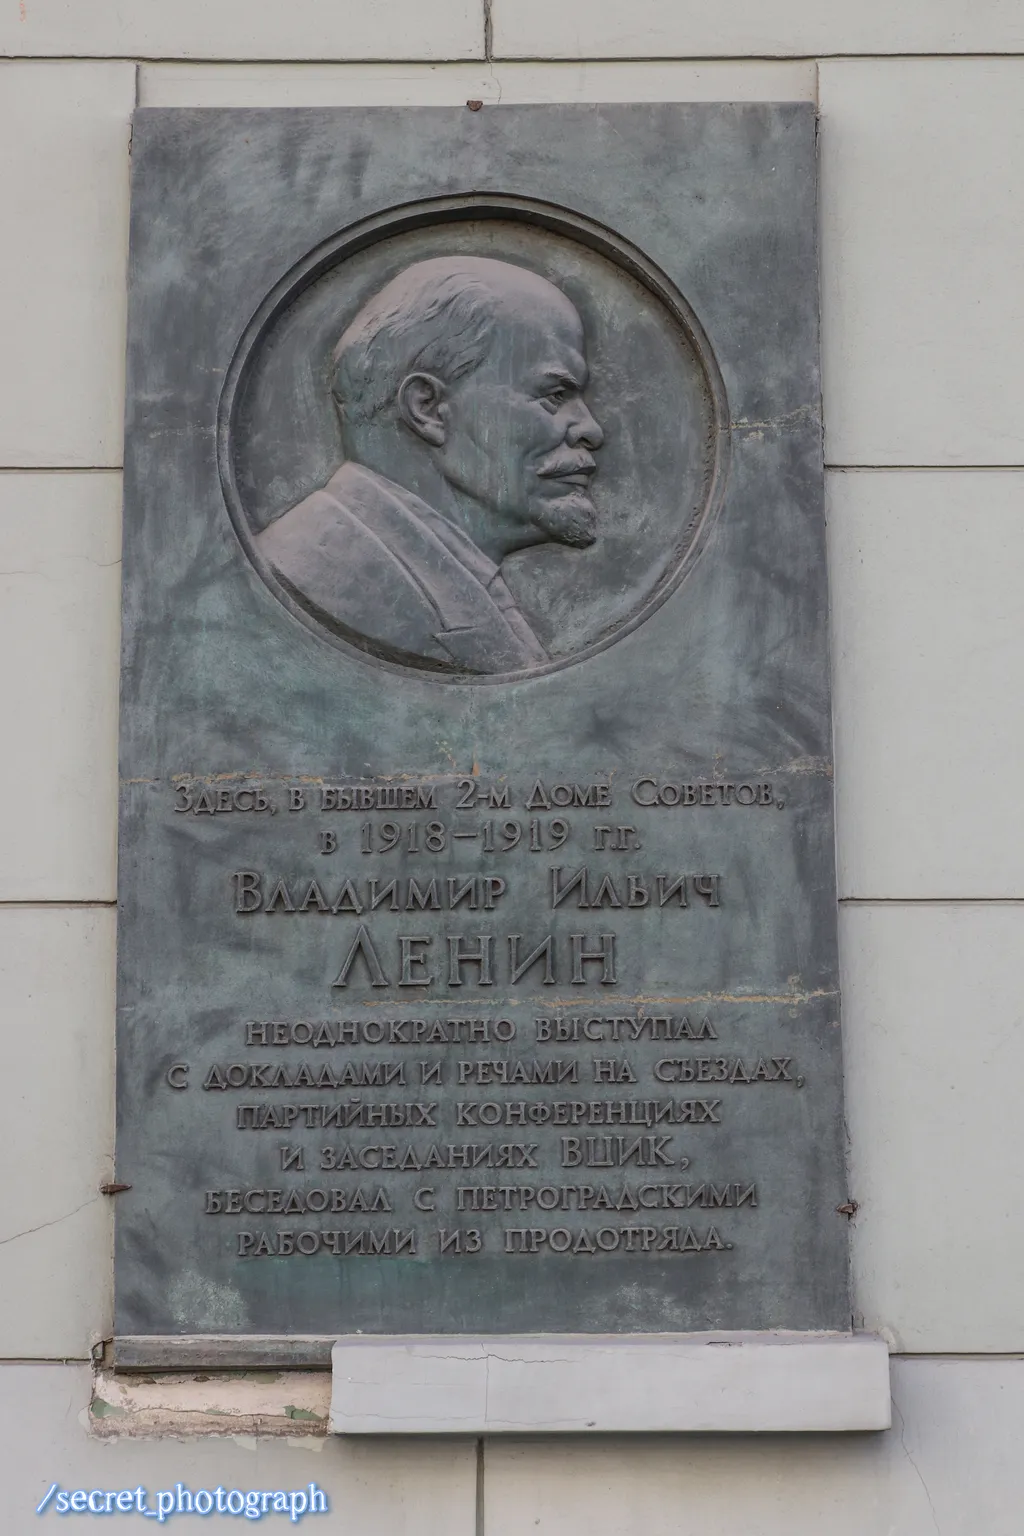 Здесь, в бывшем 2-м Доме Советов,
в 1918–1919 г.г.
Владимир Ильич
Ленин
неоднократно выступал
с докладами и речами на съездах,
партийных конференциях
и заседаниях ВЦИК,
беседовал с петроградскими
рабочими из продотряда.
/secret_photograph